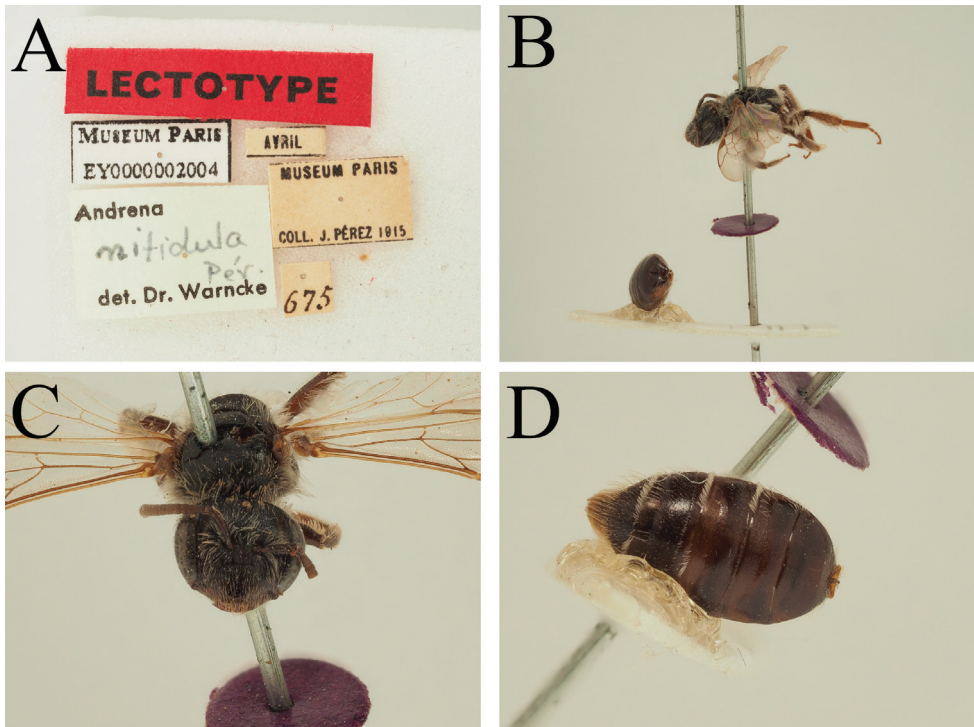 A
LECTOTYPE
MUSEUM PARIS
EY0000002004
AVRIL
MUSEUM PARIS
COLL. J. PÉREZ 1915
Andrena
nitidula
Pér.
det. Dr. Warncke
675
B
C
D